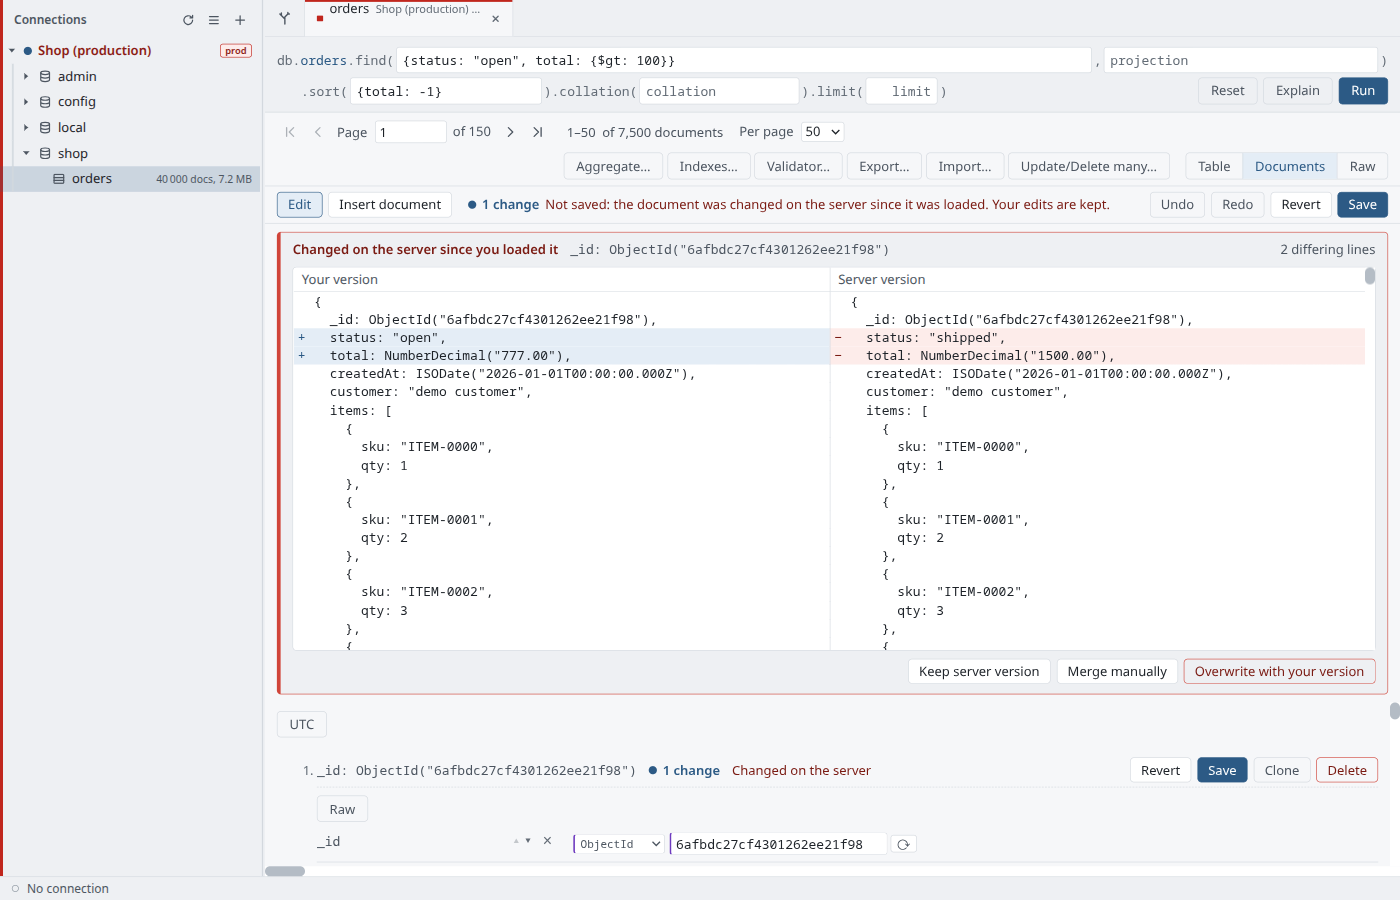 Connections
orders Shop (production) ...
Shop (production) prod
admin
config
local
shop
orders 40 000 docs, 7.2 MB
db.orders.find( {status: "open", total: {$gt: 100}} , projection )
.sort( {total: -1} ).collation( collation ).limit( limit )
Reset Explain Run
Page 1 of 150 1–50 of 7,500 documents Per page 50
Aggregate... Indexes... Validator... Export... Import... Update/Delete many... Table Documents Raw
Edit Insert document 1 change Not saved: the document was changed on the server since it was loaded. Your edits are kept. Undo Redo Revert Save
Changed on the server since you loaded it _id: ObjectId("6afbdc27cf4301262ee21f98") 2 differing lines
Your version
{
_id: ObjectId("6afbdc27cf4301262ee21f98"),
+ status: "open",
+ total: NumberDecimal("777.00"),
createdAt: ISODate("2026-01-01T00:00:00.000Z"),
customer: "demo customer",
items: [
{
sku: "ITEM-0000",
qty: 1
},
{
sku: "ITEM-0001",
qty: 2
},
{
sku: "ITEM-0002",
qty: 3
},
{
Server version
{
_id: ObjectId("6afbdc27cf4301262ee21f98"),
− status: "shipped",
− total: NumberDecimal("1500.00"),
createdAt: ISODate("2026-01-01T00:00:00.000Z"),
customer: "demo customer",
items: [
{
sku: "ITEM-0000",
qty: 1
},
{
sku: "ITEM-0001",
qty: 2
},
{
sku: "ITEM-0002",
qty: 3
},
{
Keep server version Merge manually Overwrite with your version
UTC
1. _id: ObjectId("6afbdc27cf4301262ee21f98") 1 change Changed on the server Revert Save Clone Delete
Raw
_id ObjectId 6afbdc27cf4301262ee21f98
No connection